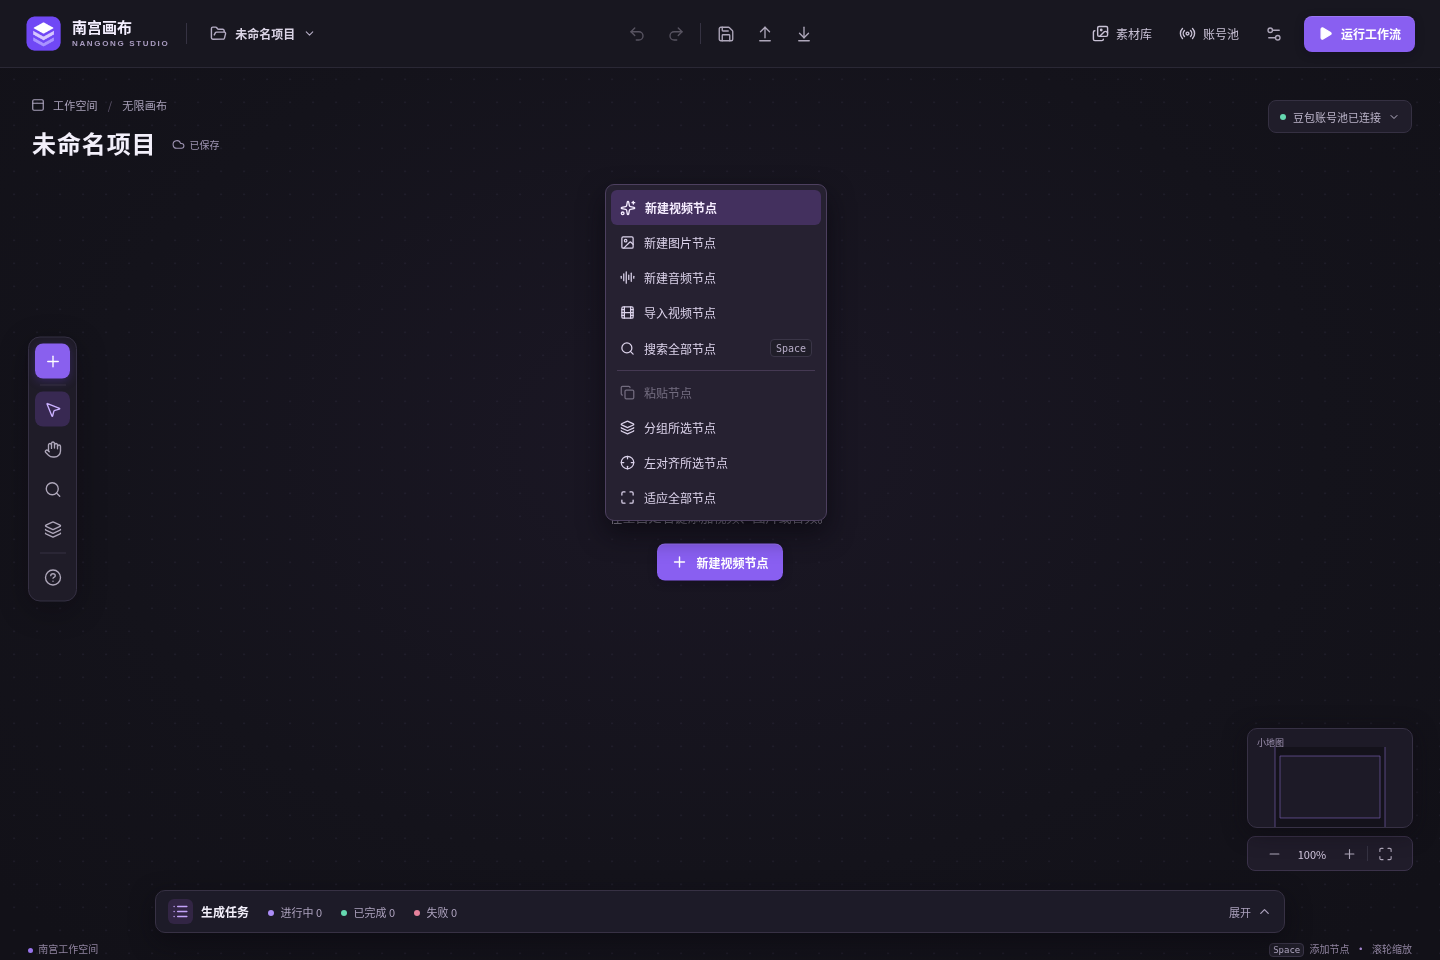 南宫画布
NANGONG STUDIO
未命名项目
素材库
账号池
运行工作流
工作空间 / 无限画布
未命名项目
已保存
豆包账号池已连接
新建视频节点
新建图片节点
新建音频节点
导入视频节点
搜索全部节点 Space
粘贴节点
分组所选节点
左对齐所选节点
适应全部节点
新建视频节点
小地图
100%
生成任务
进行中 0
已完成 0
失败 0
展开
南宫工作空间
Space 添加节点 • 滚轮缩放